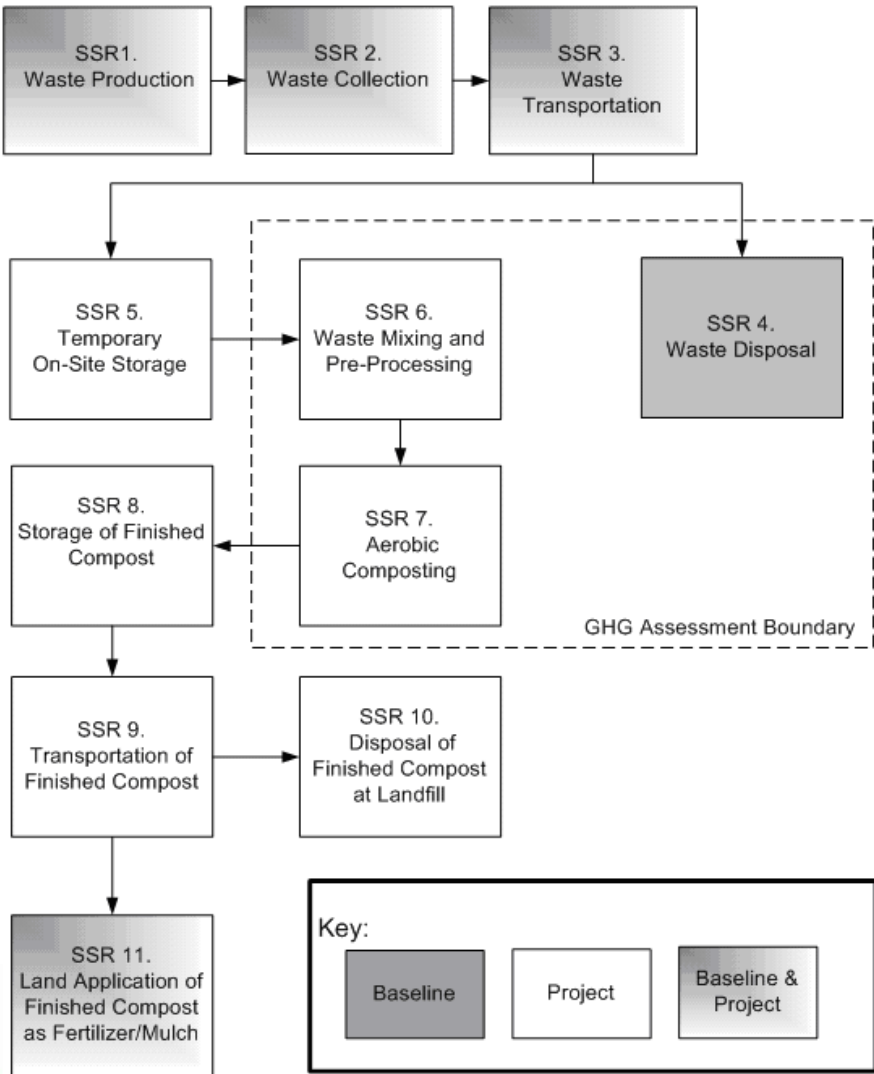 SSR1.
Waste Production
SSR 2.
Waste Collection
SSR 3.
Waste
Transportation
SSR 5.
Temporary
On-Site Storage
SSR 6.
Waste Mixing and
Pre-Processing
SSR 4.
Waste Disposal
SSR 8.
Storage of Finished
Compost
SSR 7.
Aerobic
Composting
GHG Assessment Boundary
SSR 9.
Transportation of
Finished Compost
SSR 10.
Disposal of
Finished Compost
at Landfill
SSR 11.
Land Application of
Finished Compost
as Fertilizer/Mulch
Key:
Baseline
Project
Baseline &
Project